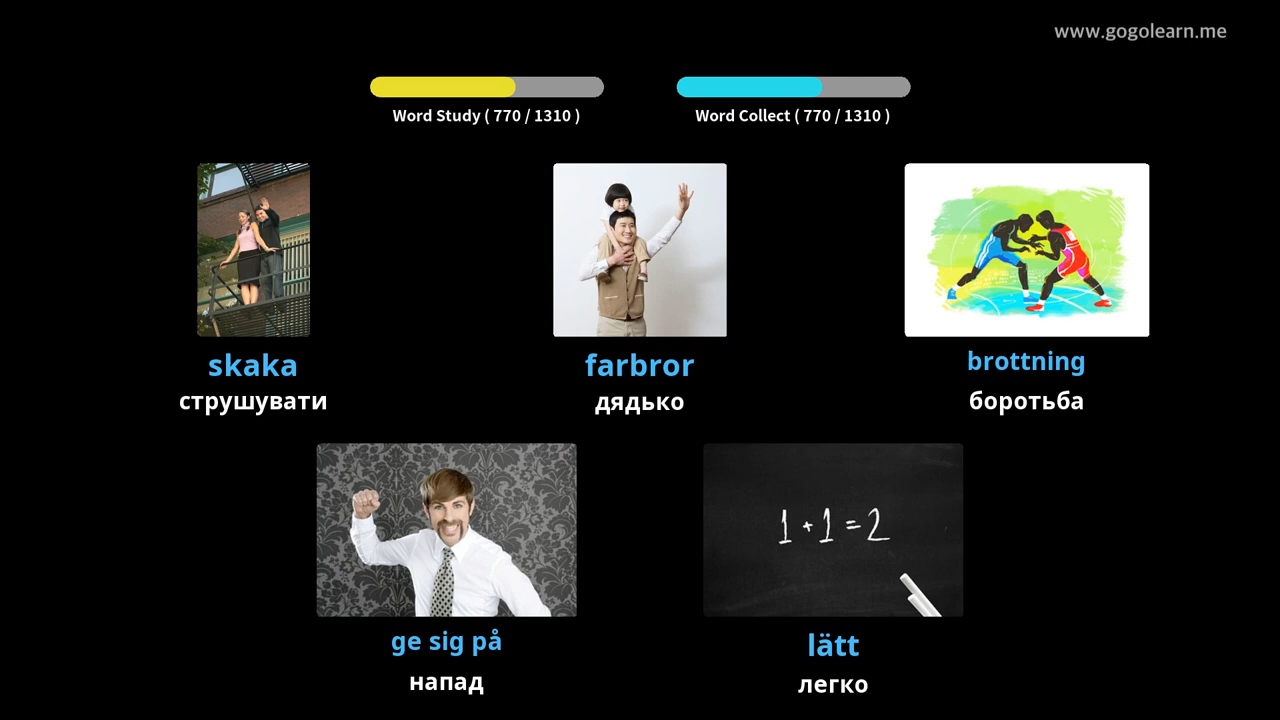 www.gogolearn.me
Word Study ( 770 / 1310 )
Word Collect ( 770 / 1310 )
skaka
струшувати
farbror
дядько
brottning
боротьба
1 + 1 = 2
ge sig på
напад
lätt
легко